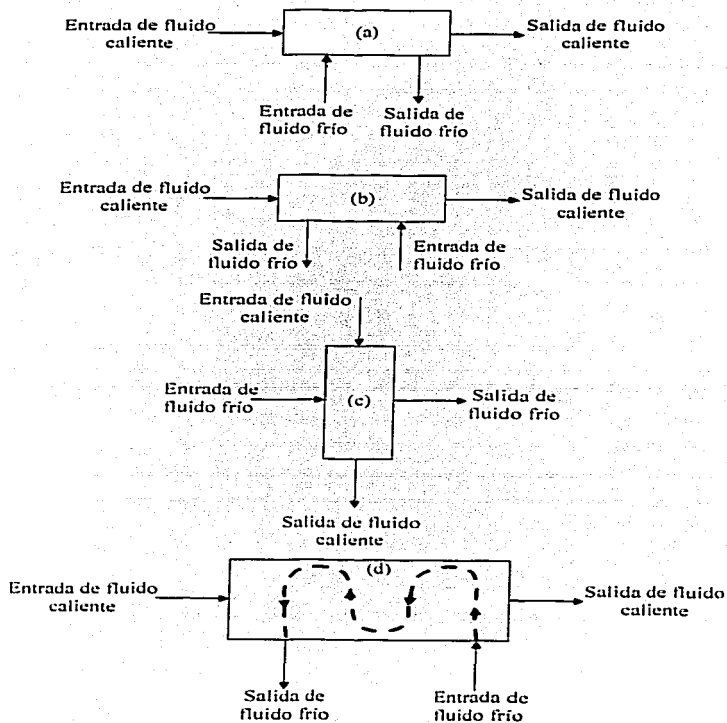 Entrada de fluido
caliente
(a)
Salida de fluido
caliente
Entrada de
fluido frío
Salida de
fluido frío
Entrada de fluido
caliente
(b)
Salida de fluido
caliente
Salida de
fluido frío
Entrada de
fluido frío
Entrada de fluido
caliente
Entrada de
fluido frío
(c)
Salida de
fluido frío
Salida de fluido
caliente
(d)
Entrada de fluido
caliente
Salida de fluido
caliente
Salida de
fluido frío
Entrada de
fluido frío